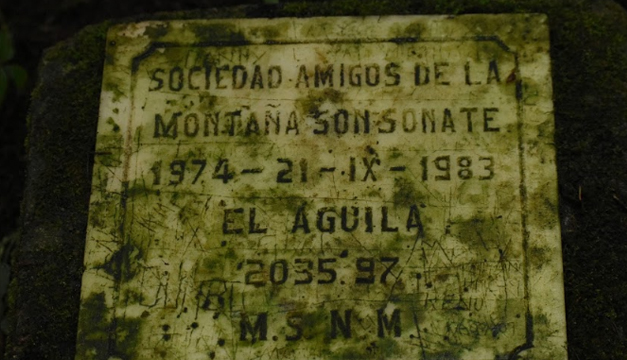 SOCIEDAD AMIGOS DE LA
MONTAÑA SONSONATE
1974 - 21 - IX - 1983
EL AGUILA
2035.97
M.S N M